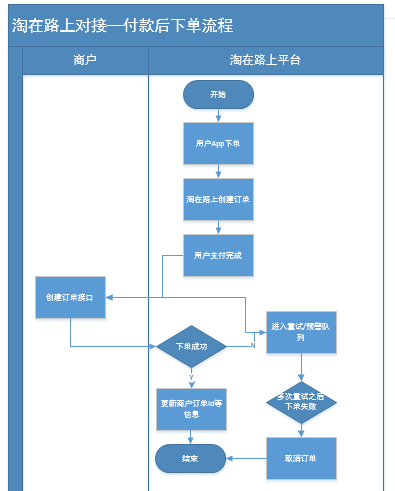 淘在路上对接—付款后下单流程
商户
淘在路上平台
开始
用户App下单
淘在路上创建订单
用户支付完成
创建订单接口
进入重试/预警队
列
下单成功
N
Y
多次重试之后
下单失败
更新商户订单Id等
信息
结束
取消订单